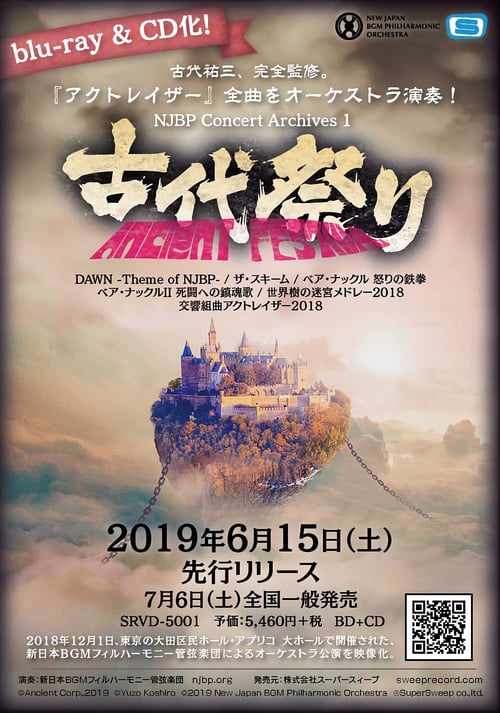 blu-ray & CD化!
NEW JAPAN
BGM PHILHARMONIC
ORCHESTRA
S
古代祐三、完全監修。
『アクトレイザー』全曲をオーケストラ演奏!
NJBP Concert Archives 1
古代祭り
ANCIENT FESTIVAL
DAWN -Theme of NJBP- / ザ・スキーム / ベア・ナックル 怒りの鉄拳
ベア・ナックルII 死闘への鎮魂歌 / 世界樹の迷宮メドレー2018
交響組曲アクトレイザー2018
2019年6月15日(土)
先行リリース
7月6日(土)全国一般発売
SRVD-5001 予価:5,460円+税 BD+CD
2018年12月1日、東京の大田区民ホール・アプリコ 大ホールで開催された、
新日本BGMフィルハーモニー管弦楽団によるオーケストラ公演を映像化。
演奏:新日本BGMフィルハーモニー管弦楽団 njbp.org 発売元:株式会社スーパースィープ sweeprecord.com
©Ancient Corp.,2019 ©Yuzo Koshiro ©2019 New Japan BGM Philharmonic Orchestra ℗SuperSweep co.,ltd.